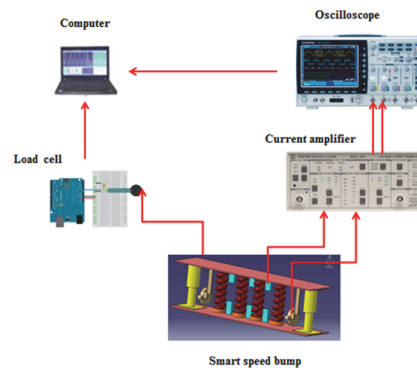 Oscilloscope
Computer
Current amplifier
Load cell
Smart speed bump